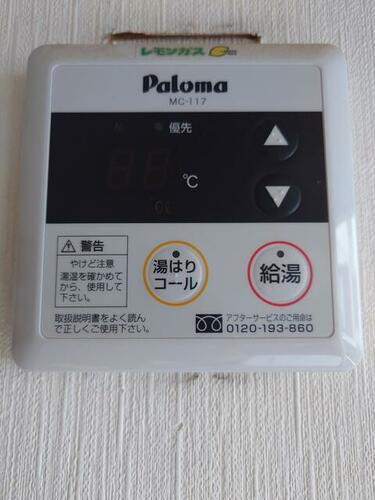 レモンガス
Paloma
MC-117
優先
℃
警告
やけど注意
湯温を確かめて
から、使用して
下さい。
湯はり
コール
給湯
取扱説明書をよく読ん
で正しくご使用下さい。
アフターサービスのご用命は
0120-193-860